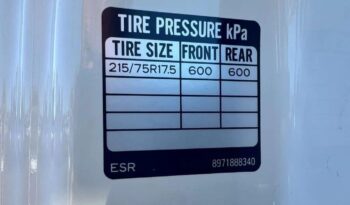 TIRE PRESSURE kPa
TIRE SIZE FRONT REAR
215/75R17.5 600 600
ESR 8971888340